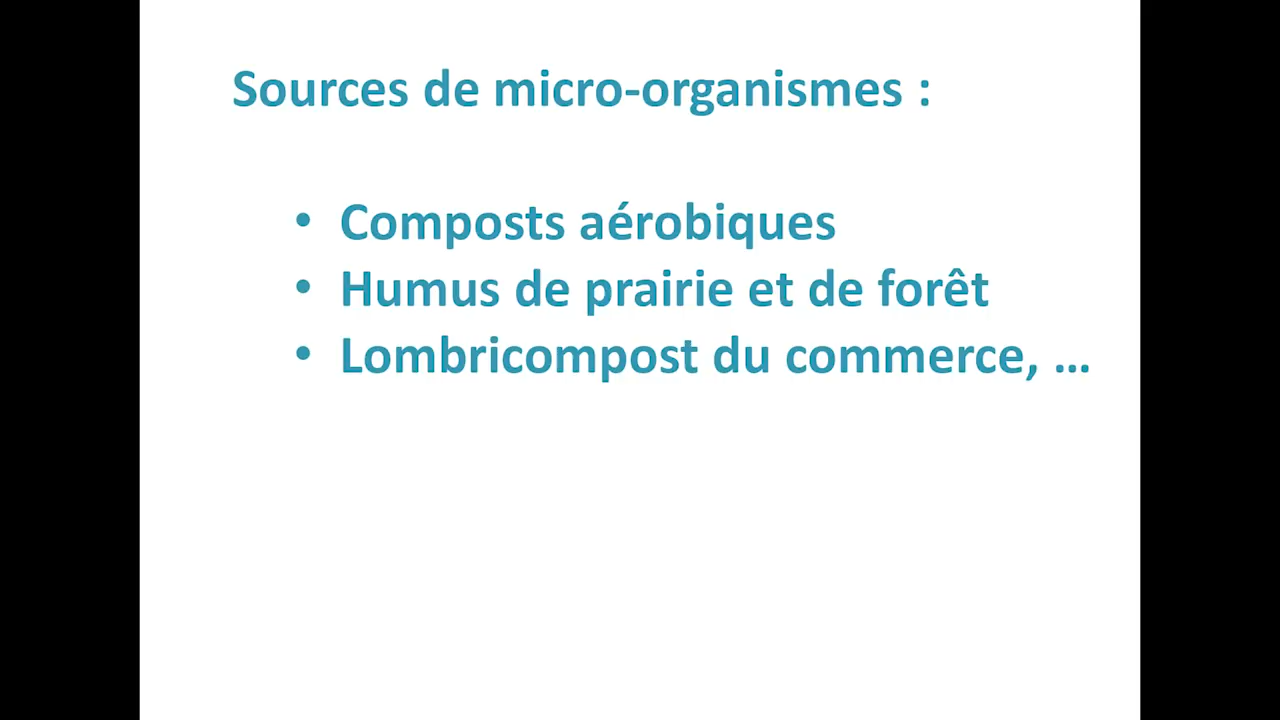 Sources de micro-organismes :
• Composts aérobiques
• Humus de prairie et de forêt
• Lombricompost du commerce, ...